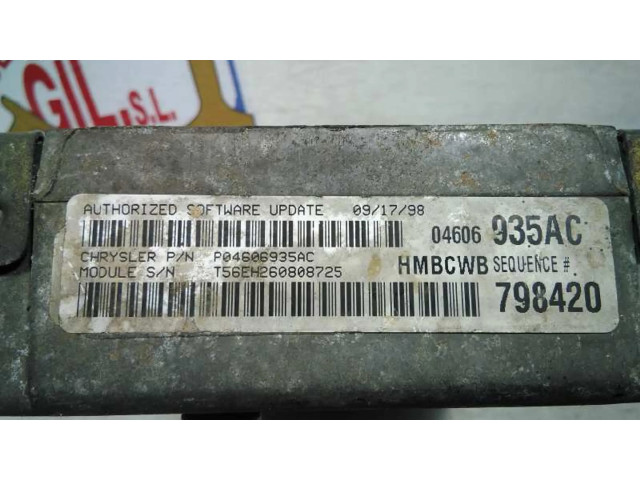 GIL, S.L.
AUTHORIZED SOFTWARE UPDATE 09/17/98
04606 935AC
CHRYSLER P/N P04606935AC
MODULE S/N T56EH260808725
HMBCWB SEQUENCE #
798420